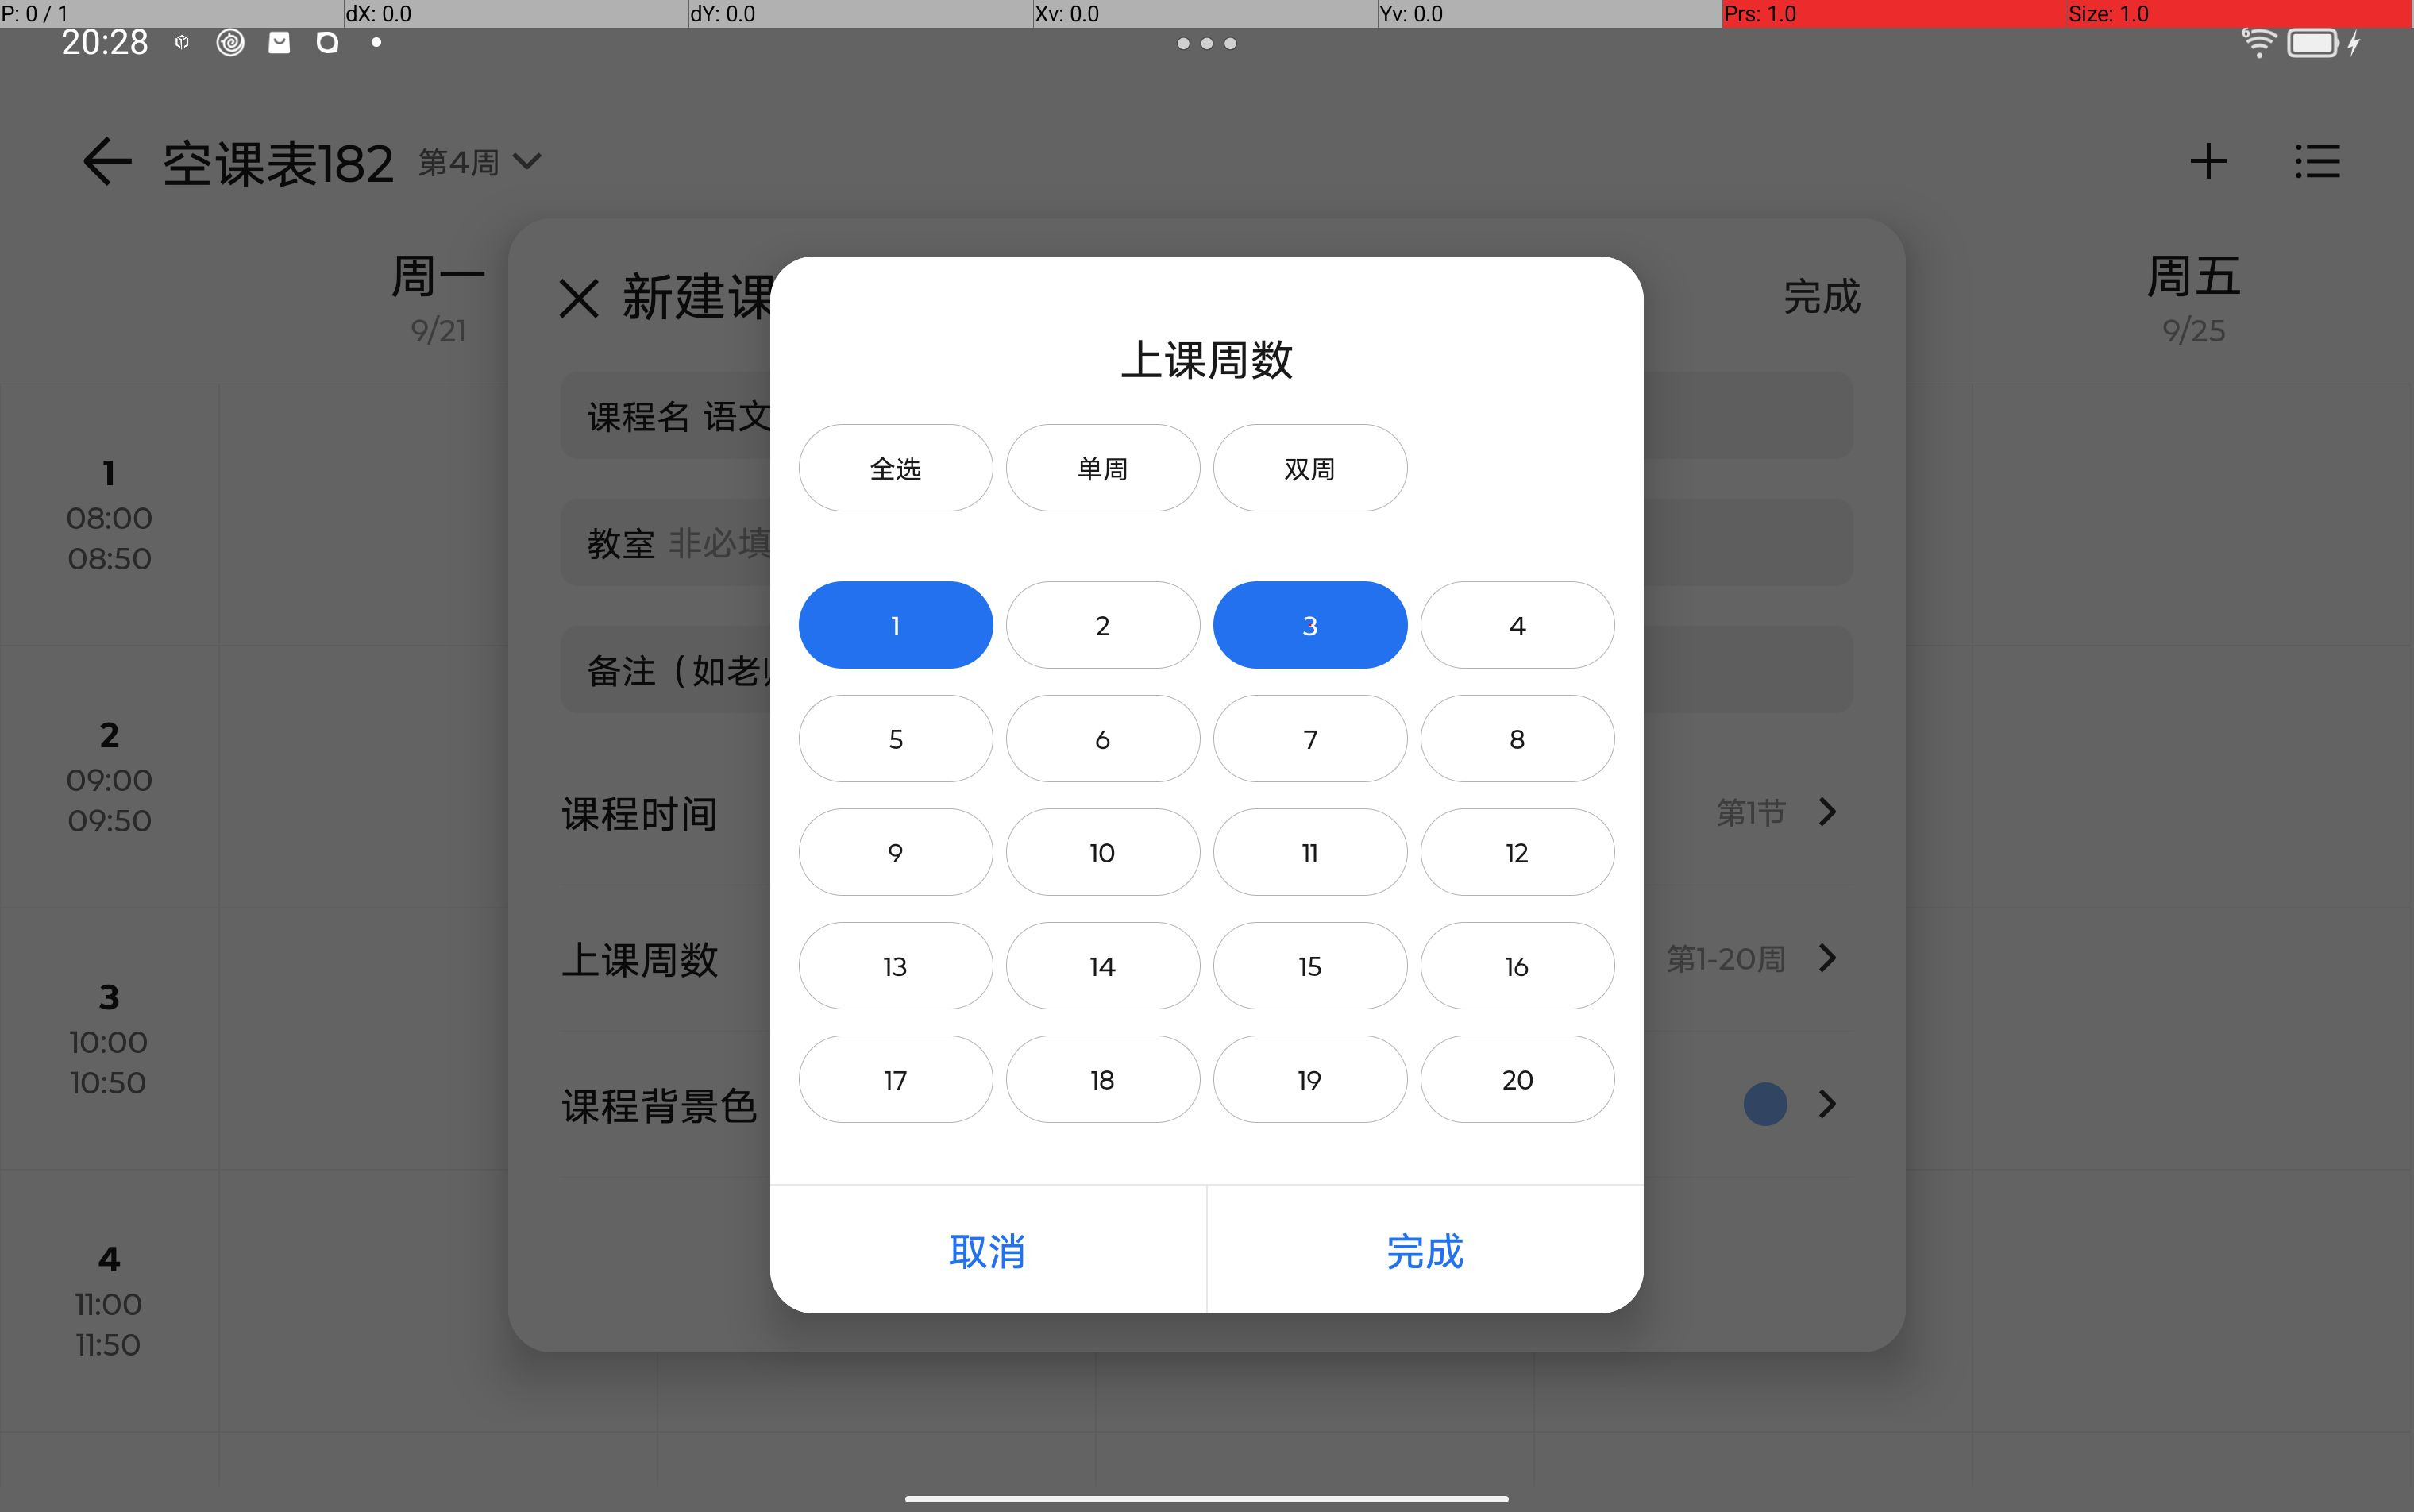 P: 0 / 1 dX: 0.0 dY: 0.0 Xv: 0.0 Yv: 0.0 Prs: 1.0 Size: 1.0
20:28 6
空课表182 第4周
周一 周五
9/21 9/25
新建课 完成
上课周数
课程名 语文
全选 单周 双周
教室 非必填
1 2 3 4
备注（如老
5 6 7 8
课程时间 第1节
9 10 11 12
上课周数 第1-20周
13 14 15 16
课程背景色
17 18 19 20
取消 完成
1
08:00
08:50
2
09:00
09:50
3
10:00
10:50
4
11:00
11:50